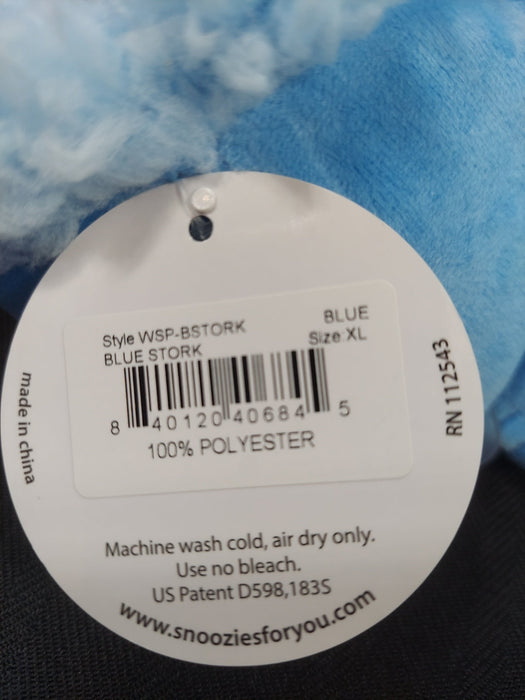 Style WSP-BSTORK BLUE
BLUE STORK Size XL
8 40120 40684 5
100% POLYESTER
made in china
RN 112543
Machine wash cold, air dry only.
Use no bleach.
US Patent D598,183S
www.snooziesforyou.com